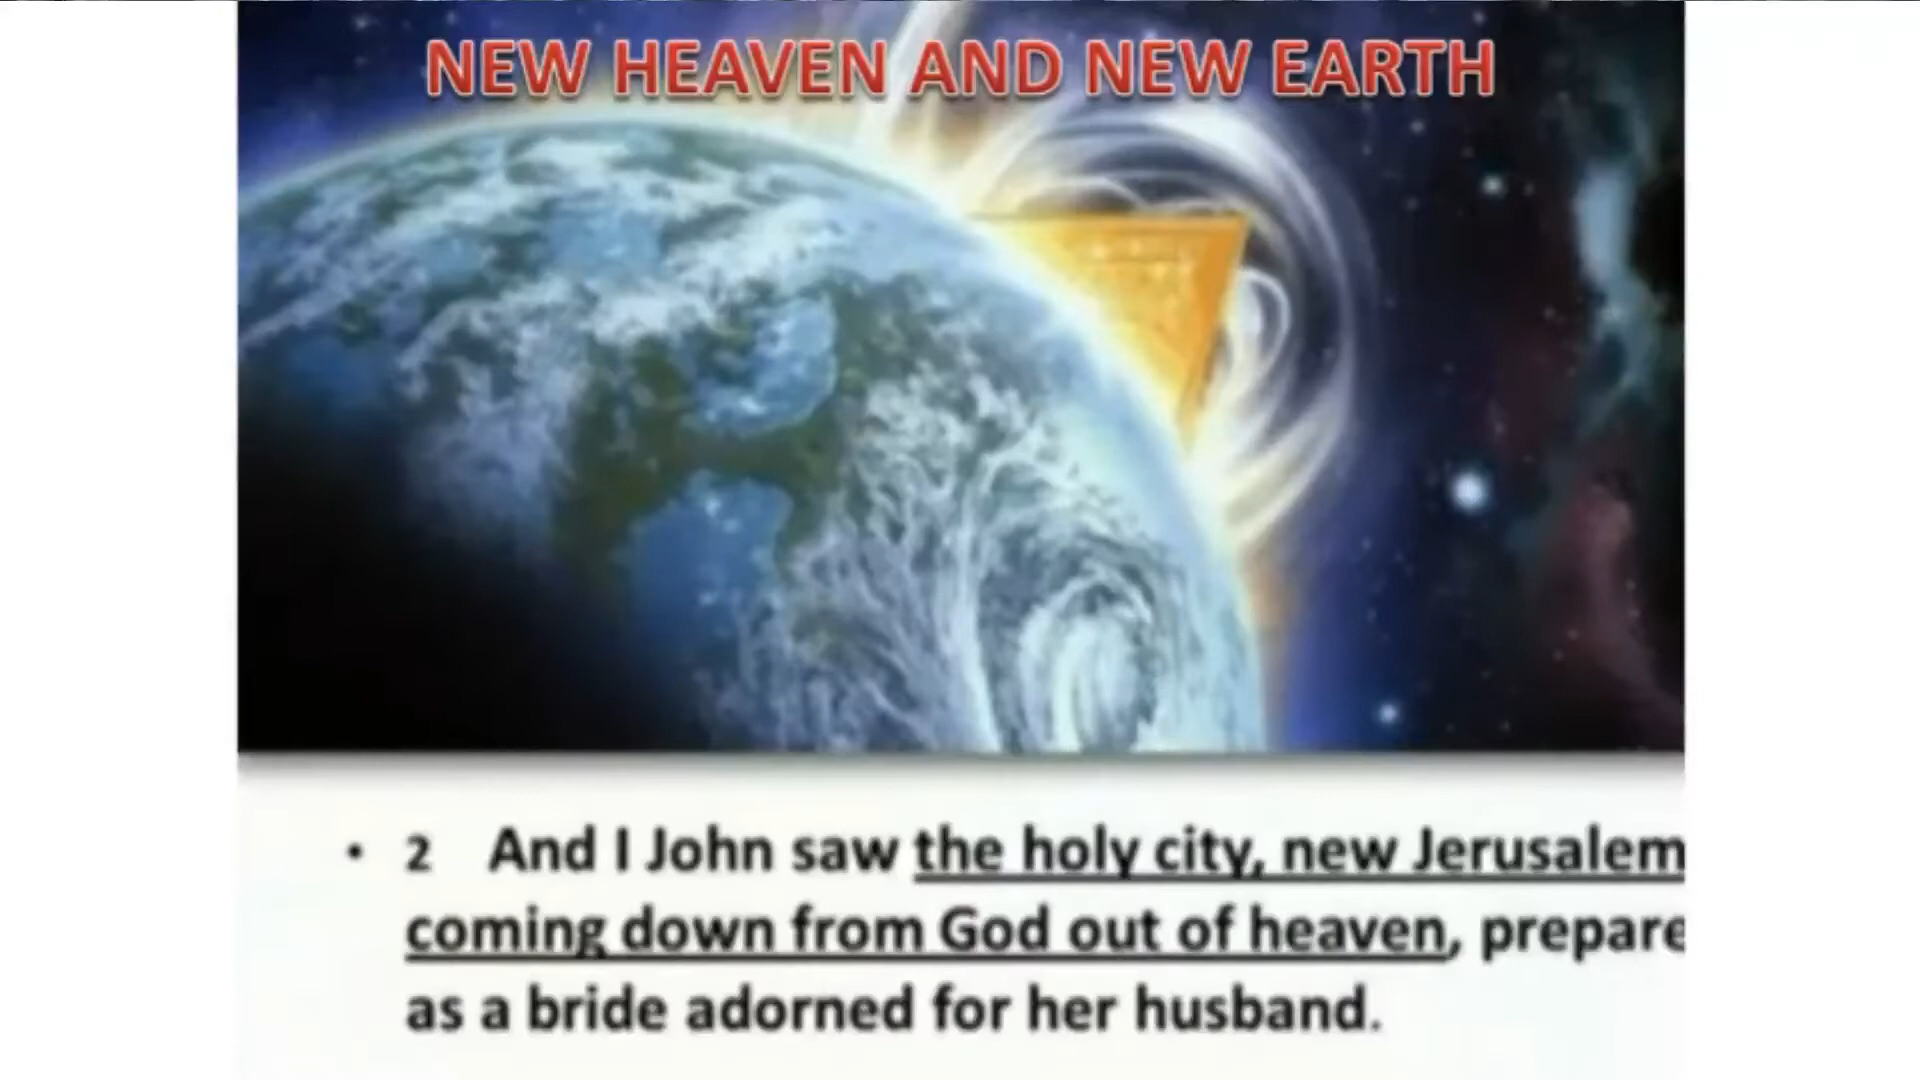 NEW HEAVEN AND NEW EARTH
• 2 And I John saw the holy city, new Jerusalem
coming down from God out of heaven, prepare
as a bride adorned for her husband.